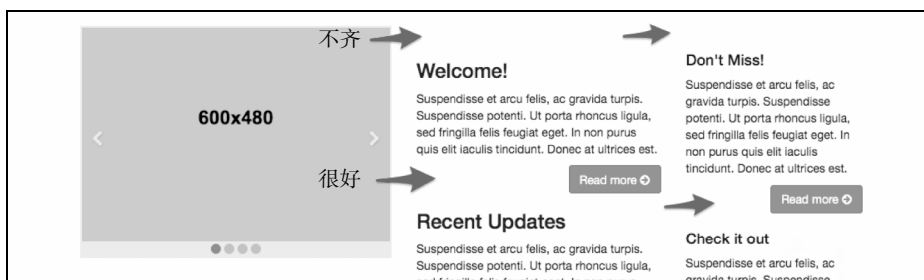 不齐
600x480
很好
Welcome!
Suspendisse et arcu felis, ac gravida turpis.
Suspendisse potenti. Ut porta rhoncus ligula,
sed fringilla felis feugiat eget. In non purus
quis elit iaculis tincidunt. Donec at ultrices est.
Read more
Recent Updates
Suspendisse et arcu felis, ac gravida turpis.
Suspendisse potenti. Ut porta rhoncus ligula,
Don't Miss!
Suspendisse et arcu felis, ac
gravida turpis. Suspendisse
potenti. Ut porta rhoncus ligula,
sed fringilla felis feugiat eget. In
non purus quis elit iaculis
tincidunt. Donec at ultrices est.
Read more
Check it out
Suspendisse et arcu felis, ac
gravida turpis. Suspendisse